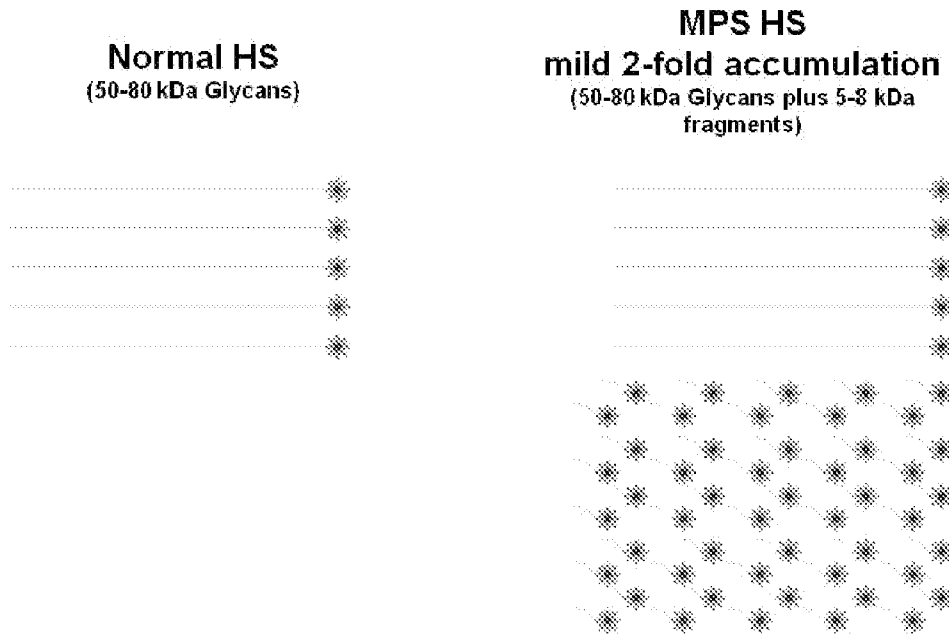 Normal HS
(50-80 kDa Glycans)
MPS HS
mild 2-fold accumulation
(50-80 kDa Glycans plus 5-8 kDa
fragments)